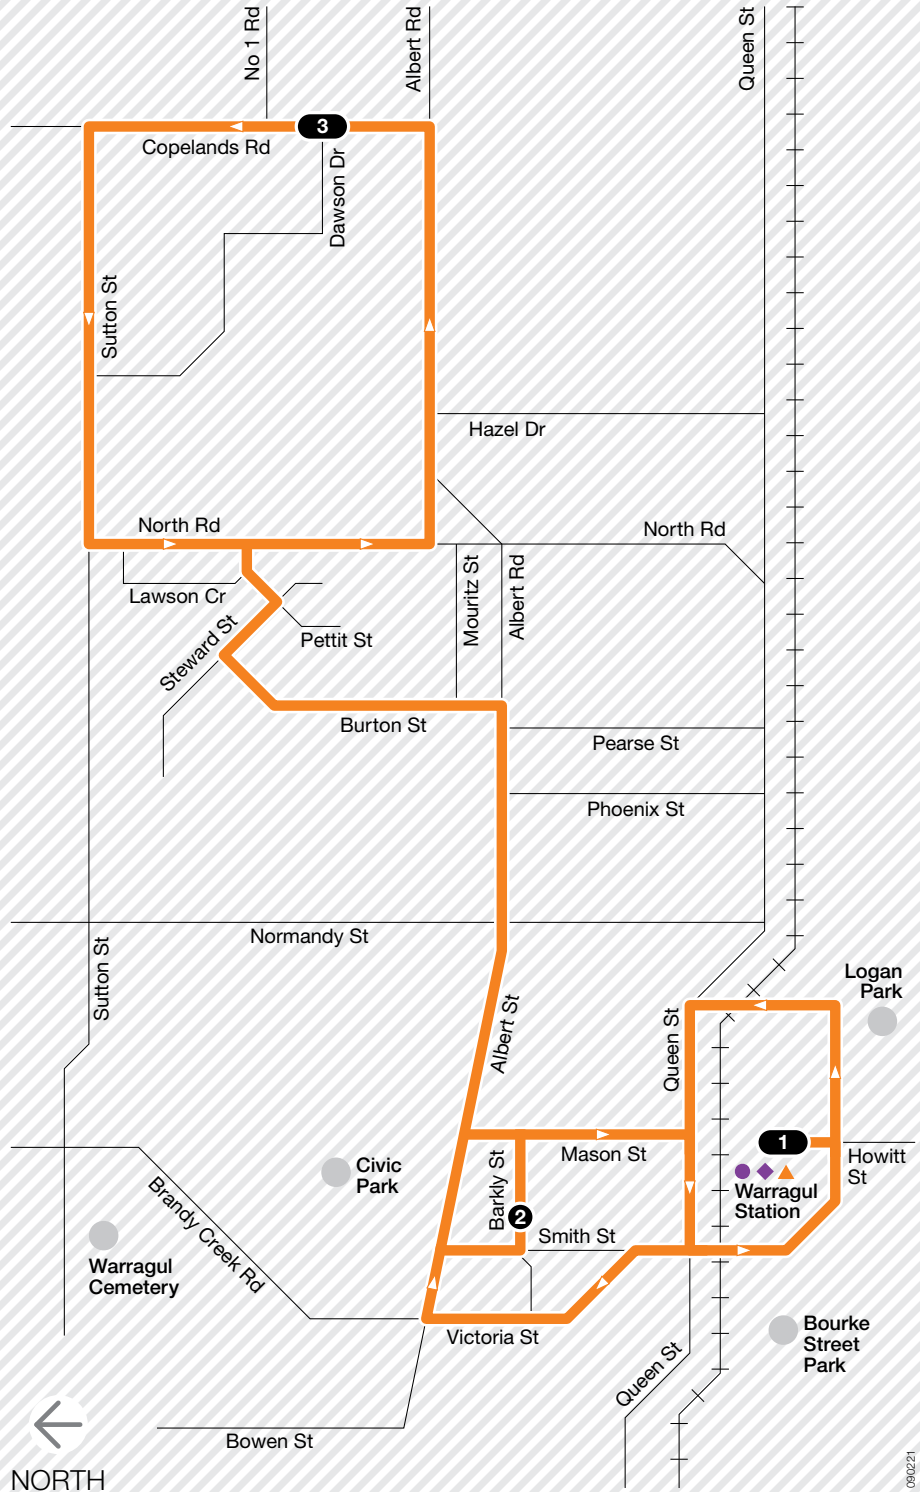 No 1 Rd
Albert Rd
Queen St
3
Copelands Rd
Dawson Dr
Sutton St
Hazel Dr
North Rd
North Rd
Lawson Cr
Mouritz St
Albert Rd
Steward St
Pettit St
Burton St
Pearse St
Phoenix St
Normandy St
Sutton St
Logan
Park
Albert St
Queen St
1
Mason St
Howitt
St
Civic
Park
Barkly St
Warragul
Station
Brandy Creek Rd
2
Smith St
Warragul
Cemetery
Victoria St
Bourke
Street
Park
Queen St
Bowen St
NORTH
090221